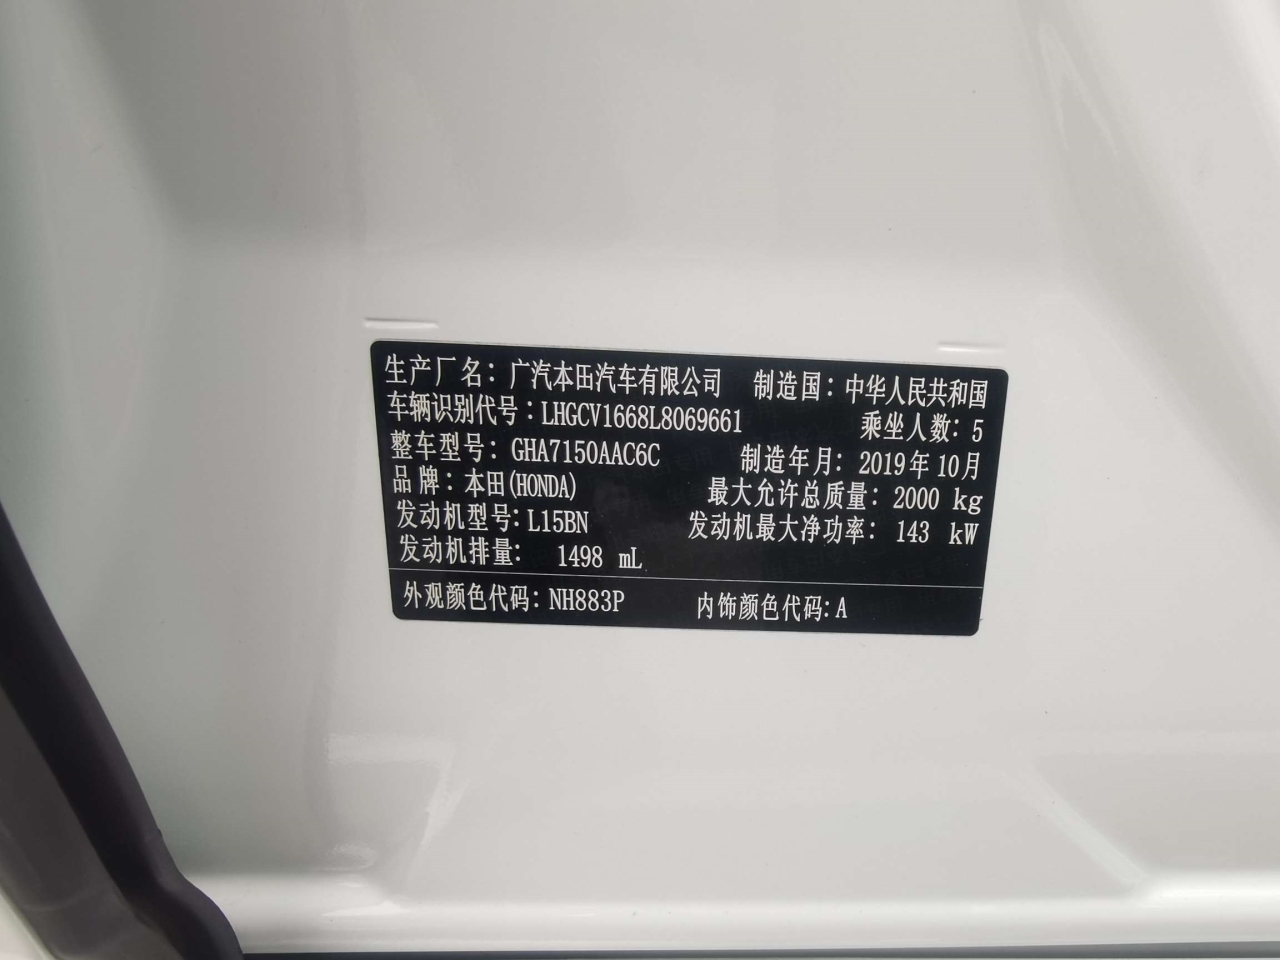 生产厂名：广汽本田汽车有限公司 制造国：中华人民共和国
车辆识别代号：LHGCV1668L8069661 乘坐人数：5
整车型号：GHA7150AAC6C 制造年月：2019年10月
品牌：本田(HONDA) 最大允许总质量：2000 kg
发动机型号：L15BN 发动机最大净功率：143 kW
发动机排量：1498 mL
外观颜色代码：NH883P 内饰颜色代码：A